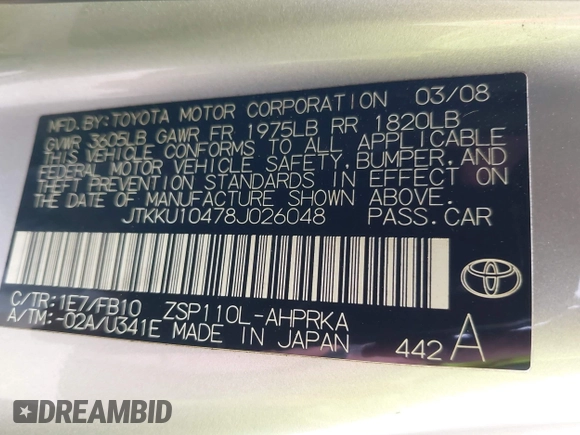 MFD.BY:TOYOTA MOTOR CORPORATION 03/08
GVWR 3605LB GAWR FR 1975LB RR 1820LB
THIS VEHICLE CONFORMS TO ALL APPLICABLE
FEDERAL MOTOR VEHICLE SAFETY,BUMPER,AND
THEFT PREVENTION STANDARDS IN EFFECT ON
THE DATE OF MANUFACTURE SHOWN ABOVE.
JTKKU10478J026048 PASS.CAR
C/TR:1E7/FB10 ZSP110L-AHPRKA
A/TM:-02A/U341E MADE IN JAPAN 442 A
DREAMBID